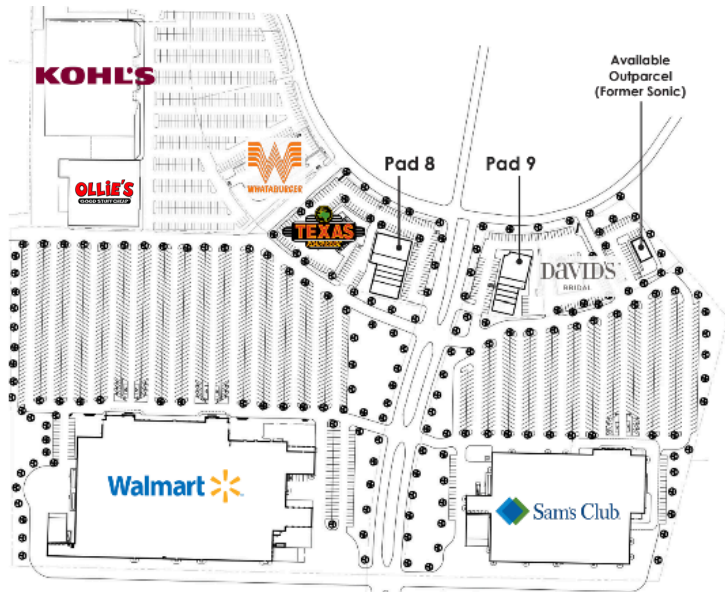 KOHL'S
Available
Outparcel
(Former Sonic)
WHATABURGER
Pad 8
Pad 9
OLLIE'S
GOOD STUFF CHEAP
TEXAS
DAVID'S
BRIDAL
Walmart
Sam's Club